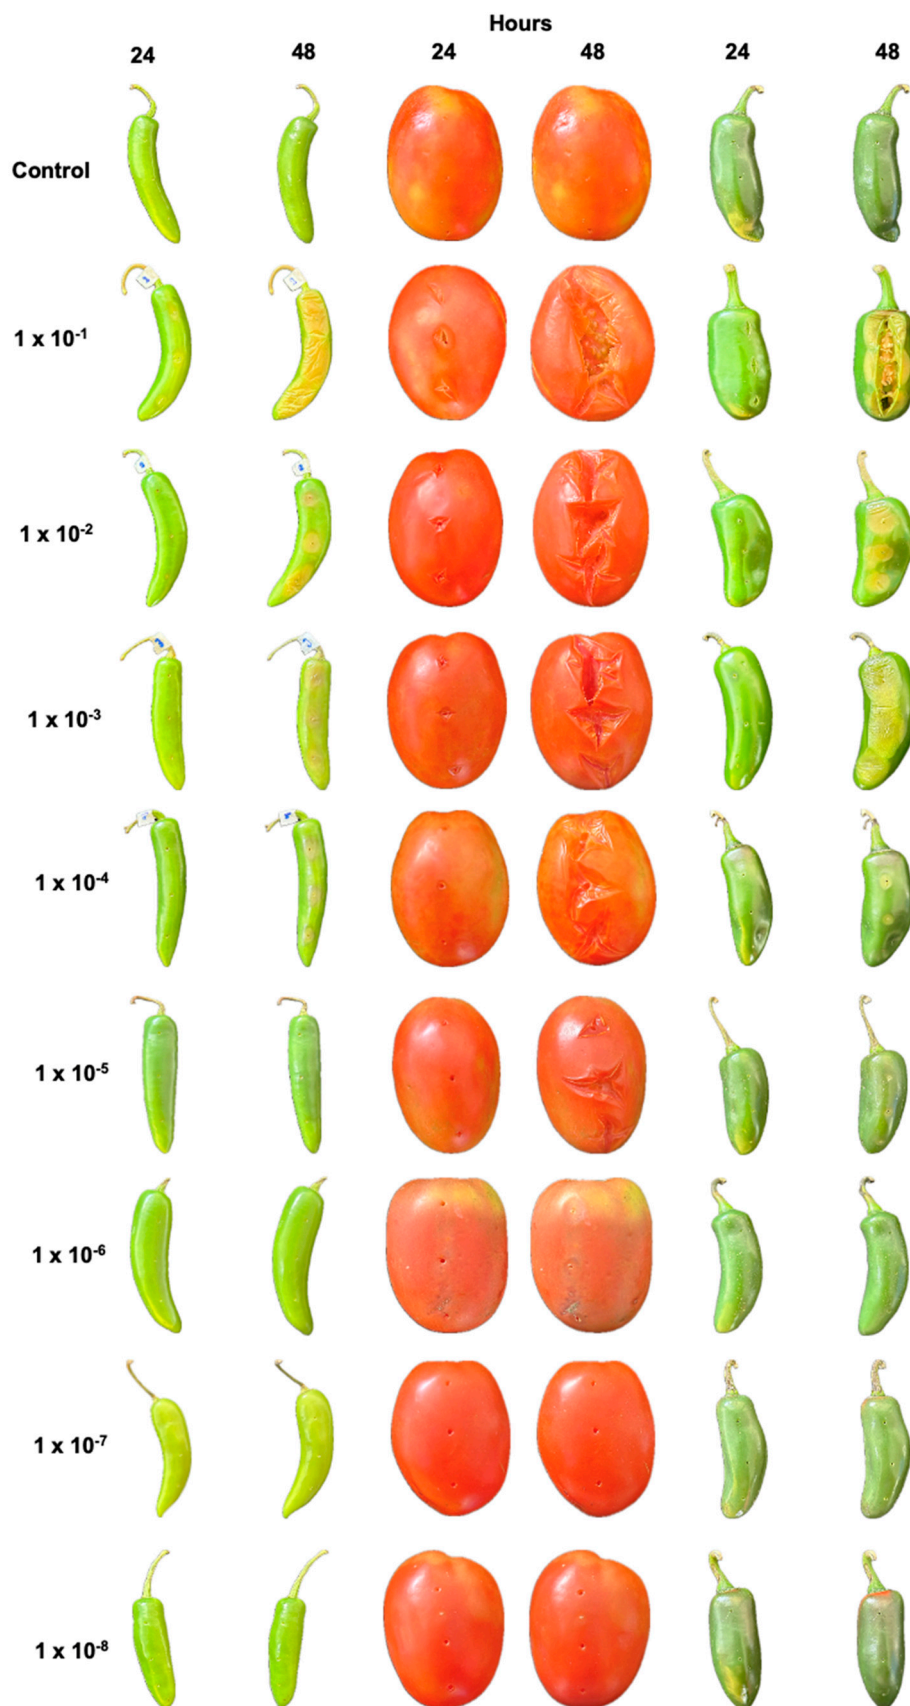 Hours
24 48 24 48 24 48
Control
1 x 10⁻¹
1 x 10⁻²
1 x 10⁻³
1 x 10⁻⁴
1 x 10⁻⁵
1 x 10⁻⁶
1 x 10⁻⁷
1 x 10⁻⁸